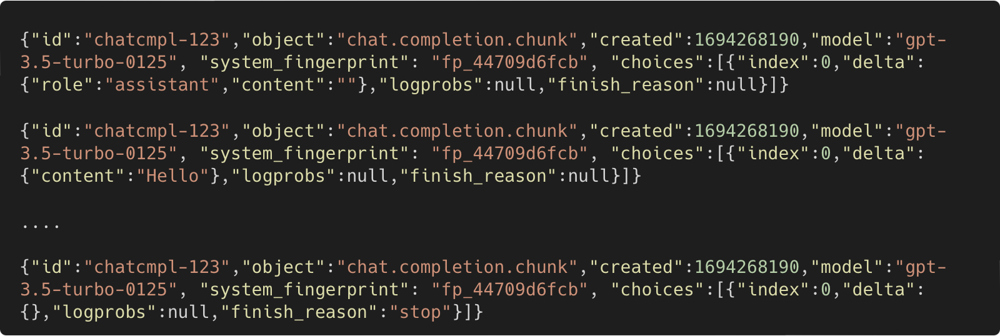 {"id":"chatcmpl-123","object":"chat.completion.chunk","created":1694268190,"model":"gpt-
3.5-turbo-0125", "system_fingerprint": "fp_44709d6fcb", "choices":[{"index":0,"delta":
{"role":"assistant","content":""},"logprobs":null,"finish_reason":null}]}
{"id":"chatcmpl-123","object":"chat.completion.chunk","created":1694268190,"model":"gpt-
3.5-turbo-0125", "system_fingerprint": "fp_44709d6fcb", "choices":[{"index":0,"delta":
{"content":"Hello"},"logprobs":null,"finish_reason":null}]}
....
{"id":"chatcmpl-123","object":"chat.completion.chunk","created":1694268190,"model":"gpt-
3.5-turbo-0125", "system_fingerprint": "fp_44709d6fcb", "choices":[{"index":0,"delta":
{},"logprobs":null,"finish_reason":"stop"}]}